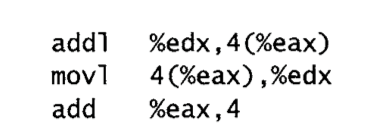 addl %edx,4(%eax)
movl 4(%eax),%edx
add %eax,4